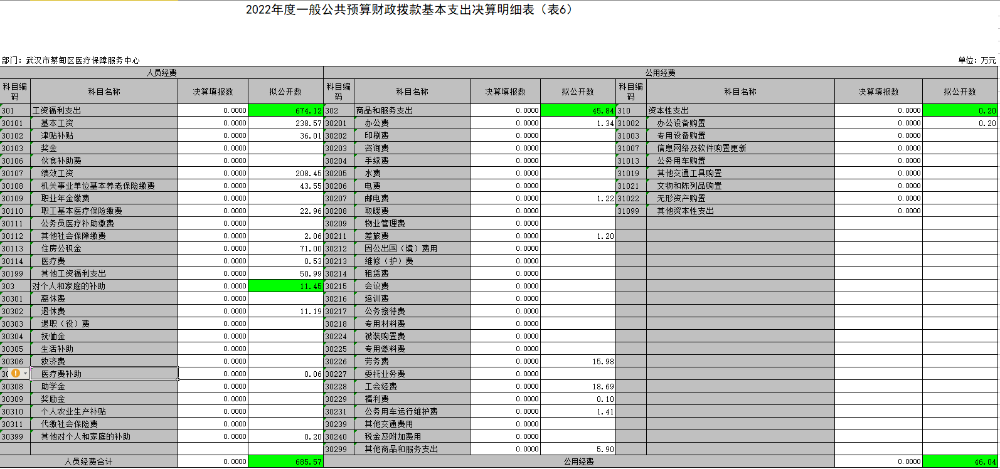 2022年度一般公共预算财政拨款基本支出决算明细表（表6）
部门：武汉市蔡甸区医疗保障服务中心 单位：万元
人员经费 公用经费
科目编码 科目名称 决算填报数 拟公开数 科目编码 科目名称 决算填报数 拟公开数 科目编码 科目名称 决算填报数 拟公开数
301 工资福利支出 0.0000 674.12 302 商品和服务支出 0.0000 45.84 310 资本性支出 0.0000 0.20
30101 基本工资 0.0000 238.57 30201 办公费 0.0000 1.34 31002 办公设备购置 0.0000 0.20
30102 津贴补贴 0.0000 36.01 30202 印刷费 0.0000 31003 专用设备购置 0.0000
30103 奖金 0.0000 30203 咨询费 0.0000 31007 信息网络及软件购置更新 0.0000
30106 伙食补助费 0.0000 30204 手续费 0.0000 31013 公务用车购置 0.0000
30107 绩效工资 0.0000 208.45 30205 水费 0.0000 31019 其他交通工具购置 0.0000
30108 机关事业单位基本养老保险缴费 0.0000 43.55 30206 电费 0.0000 31021 文物和陈列品购置 0.0000
30109 职业年金缴费 0.0000 30207 邮电费 0.0000 1.22 31022 无形资产购置 0.0000
30110 职工基本医疗保险缴费 0.0000 22.96 30208 取暖费 0.0000 31099 其他资本性支出 0.0000
30111 公务员医疗补助缴费 0.0000 30209 物业管理费 0.0000
30112 其他社会保障缴费 0.0000 2.06 30211 差旅费 0.0000 1.20
30113 住房公积金 0.0000 71.00 30212 因公出国（境）费用 0.0000
30114 医疗费 0.0000 0.53 30213 维修（护）费 0.0000
30199 其他工资福利支出 0.0000 50.99 30214 租赁费 0.0000
303 对个人和家庭的补助 0.0000 11.45 30215 会议费 0.0000
30301 离休费 0.0000 30216 培训费 0.0000
30302 退休费 0.0000 11.19 30217 公务接待费 0.0000
30303 退职（役）费 0.0000 30218 专用材料费 0.0000
30304 抚恤金 0.0000 30224 被装购置费 0.0000
30305 生活补助 0.0000 30225 专用燃料费 0.0000
30306 救济费 0.0000 30226 劳务费 0.0000 15.98
医疗费补助 0.0000 0.06 30227 委托业务费 0.0000
30308 助学金 0.0000 30228 工会经费 0.0000 18.69
30309 奖励金 0.0000 30229 福利费 0.0000 0.10
30310 个人农业生产补贴 0.0000 30231 公务用车运行维护费 0.0000 1.41
30311 代缴社会保险费 0.0000 30239 其他交通费用 0.0000
30399 其他对个人和家庭的补助 0.0000 0.20 30240 税金及附加费用 0.0000
30299 其他商品和服务支出 0.0000 5.90
人员经费合计 0.0000 685.57 公用经费 0.0000 46.04